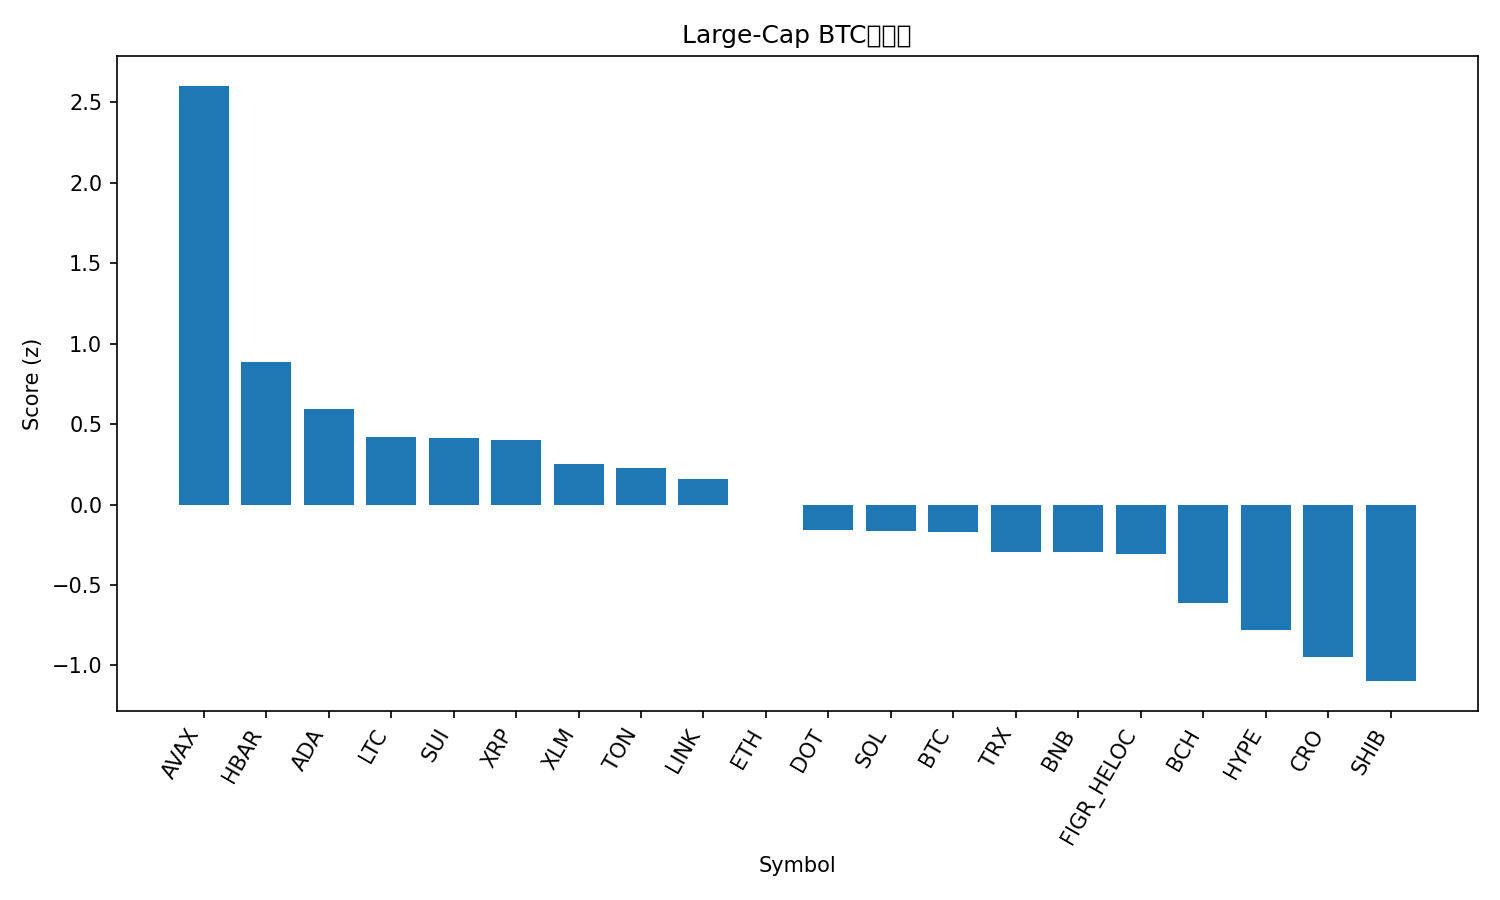 Large-Cap BTC
2.5
2.0
1.5
1.0
0.5
0.0
−0.5
−1.0
Score (z)
AVAX
HBAR
ADA
LTC
SUI
XRP
XLM
TON
LINK
ETH
DOT
SOL
BTC
TRX
BNB
FIGR_HELOC
BCH
HYPE
CRO
SHIB
Symbol